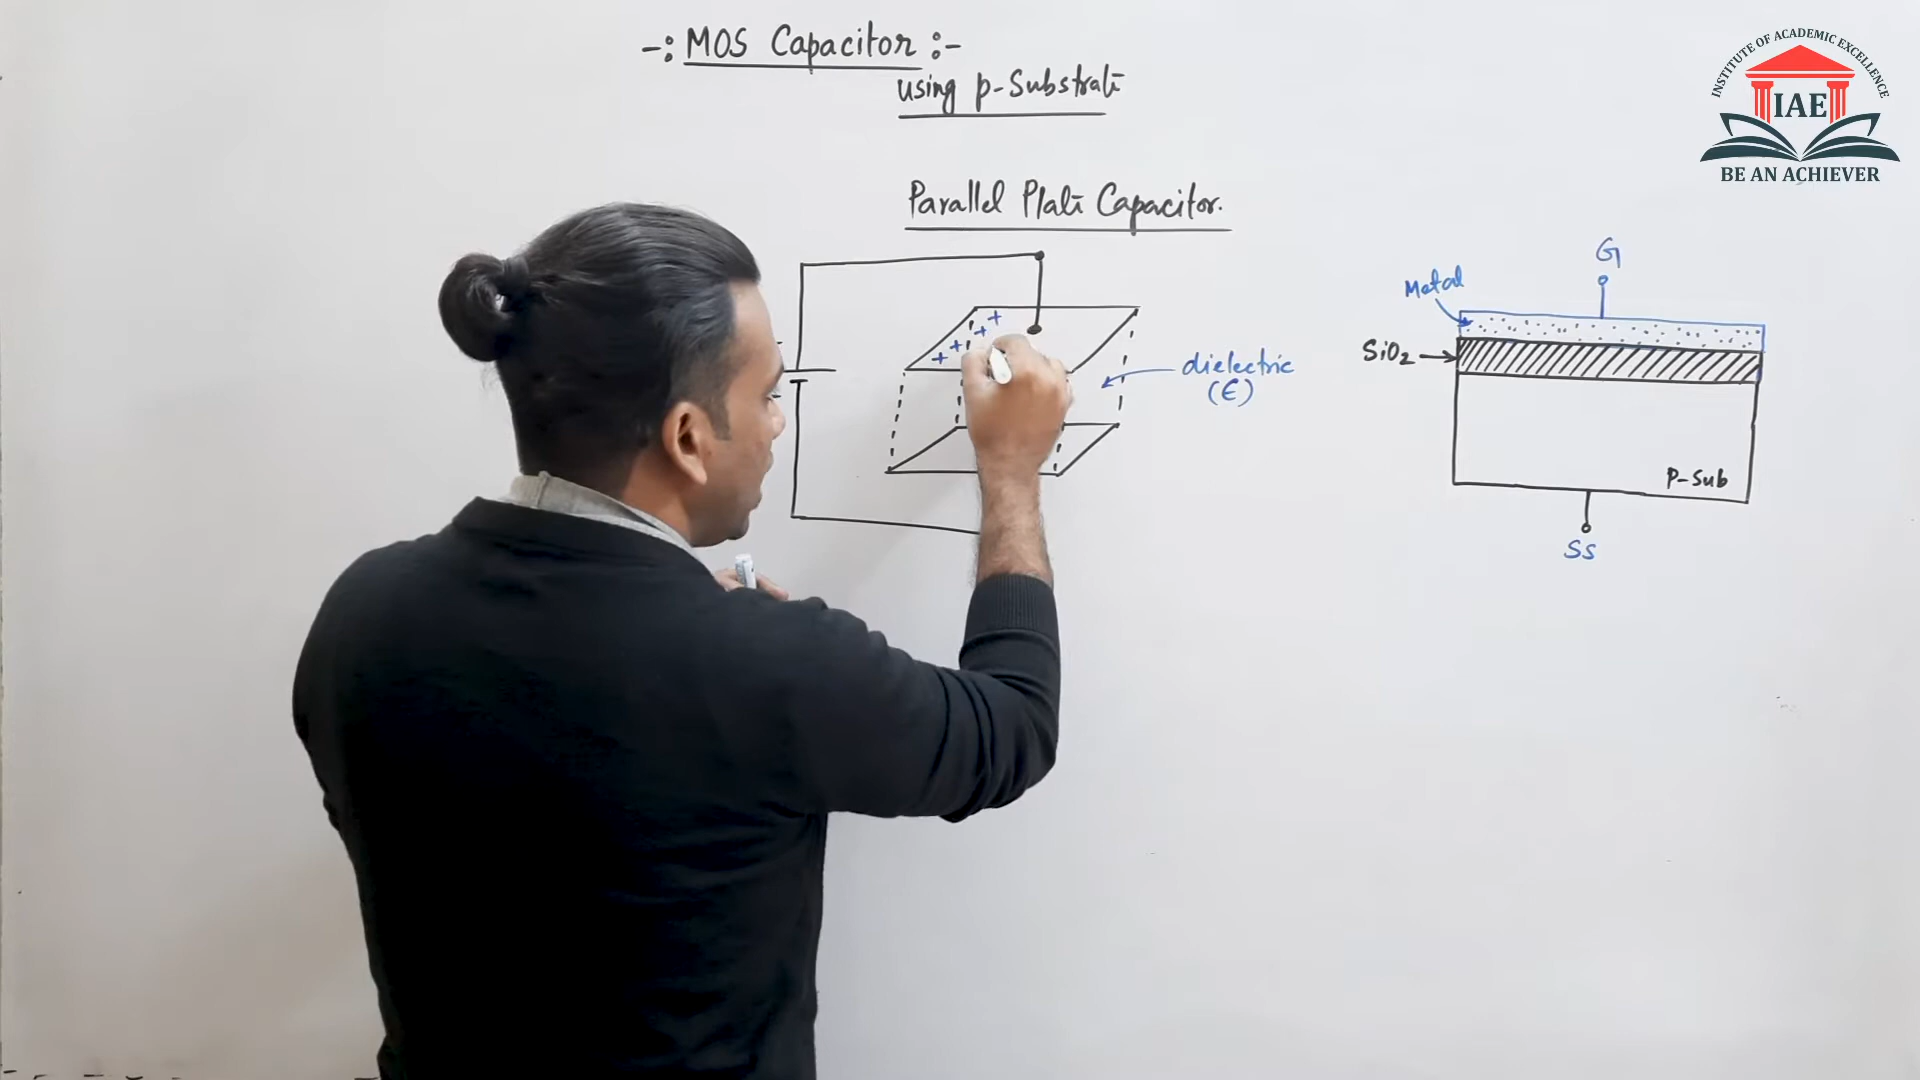 -: MOS Capacitor :-
using p-Substrate
Parallel Plate Capacitor.
+ + + +
dielectric
(ϵ)
G
Metal
SiO2
P-Sub
SS
INSTITUTE OF ACADEMIC EXCELLENCE
IAE
BE AN ACHIEVER